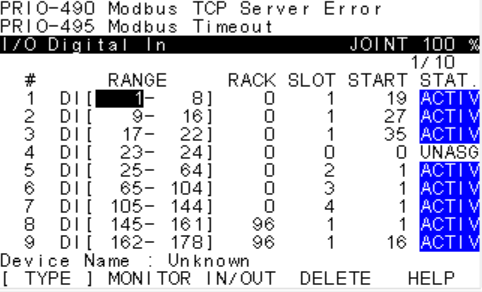 PRIO-490 Modbus TCP Server Error
PRIO-495 Modbus Timeout
I/O Digital In JOINT 100 %
1/10
# RANGE RACK SLOT START STAT.
1 DI[ 1- 8] 0 1 19 ACTIV
2 DI[ 9- 16] 0 1 27 ACTIV
3 DI[ 17- 22] 0 1 35 ACTIV
4 DI[ 23- 24] 0 0 0 UNASG
5 DI[ 25- 64] 0 2 1 ACTIV
6 DI[ 65- 104] 0 3 1 ACTIV
7 DI[ 105- 144] 0 4 1 ACTIV
8 DI[ 145- 161] 96 1 1 ACTIV
9 DI[ 162- 178] 96 1 16 ACTIV
Device Name : Unknown
[ TYPE ] MONITOR IN/OUT DELETE HELP